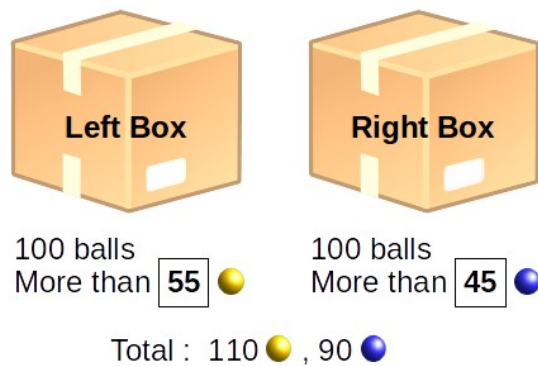 Left Box
Right Box
100 balls
More than 55
100 balls
More than 45
Total : 110 , 90